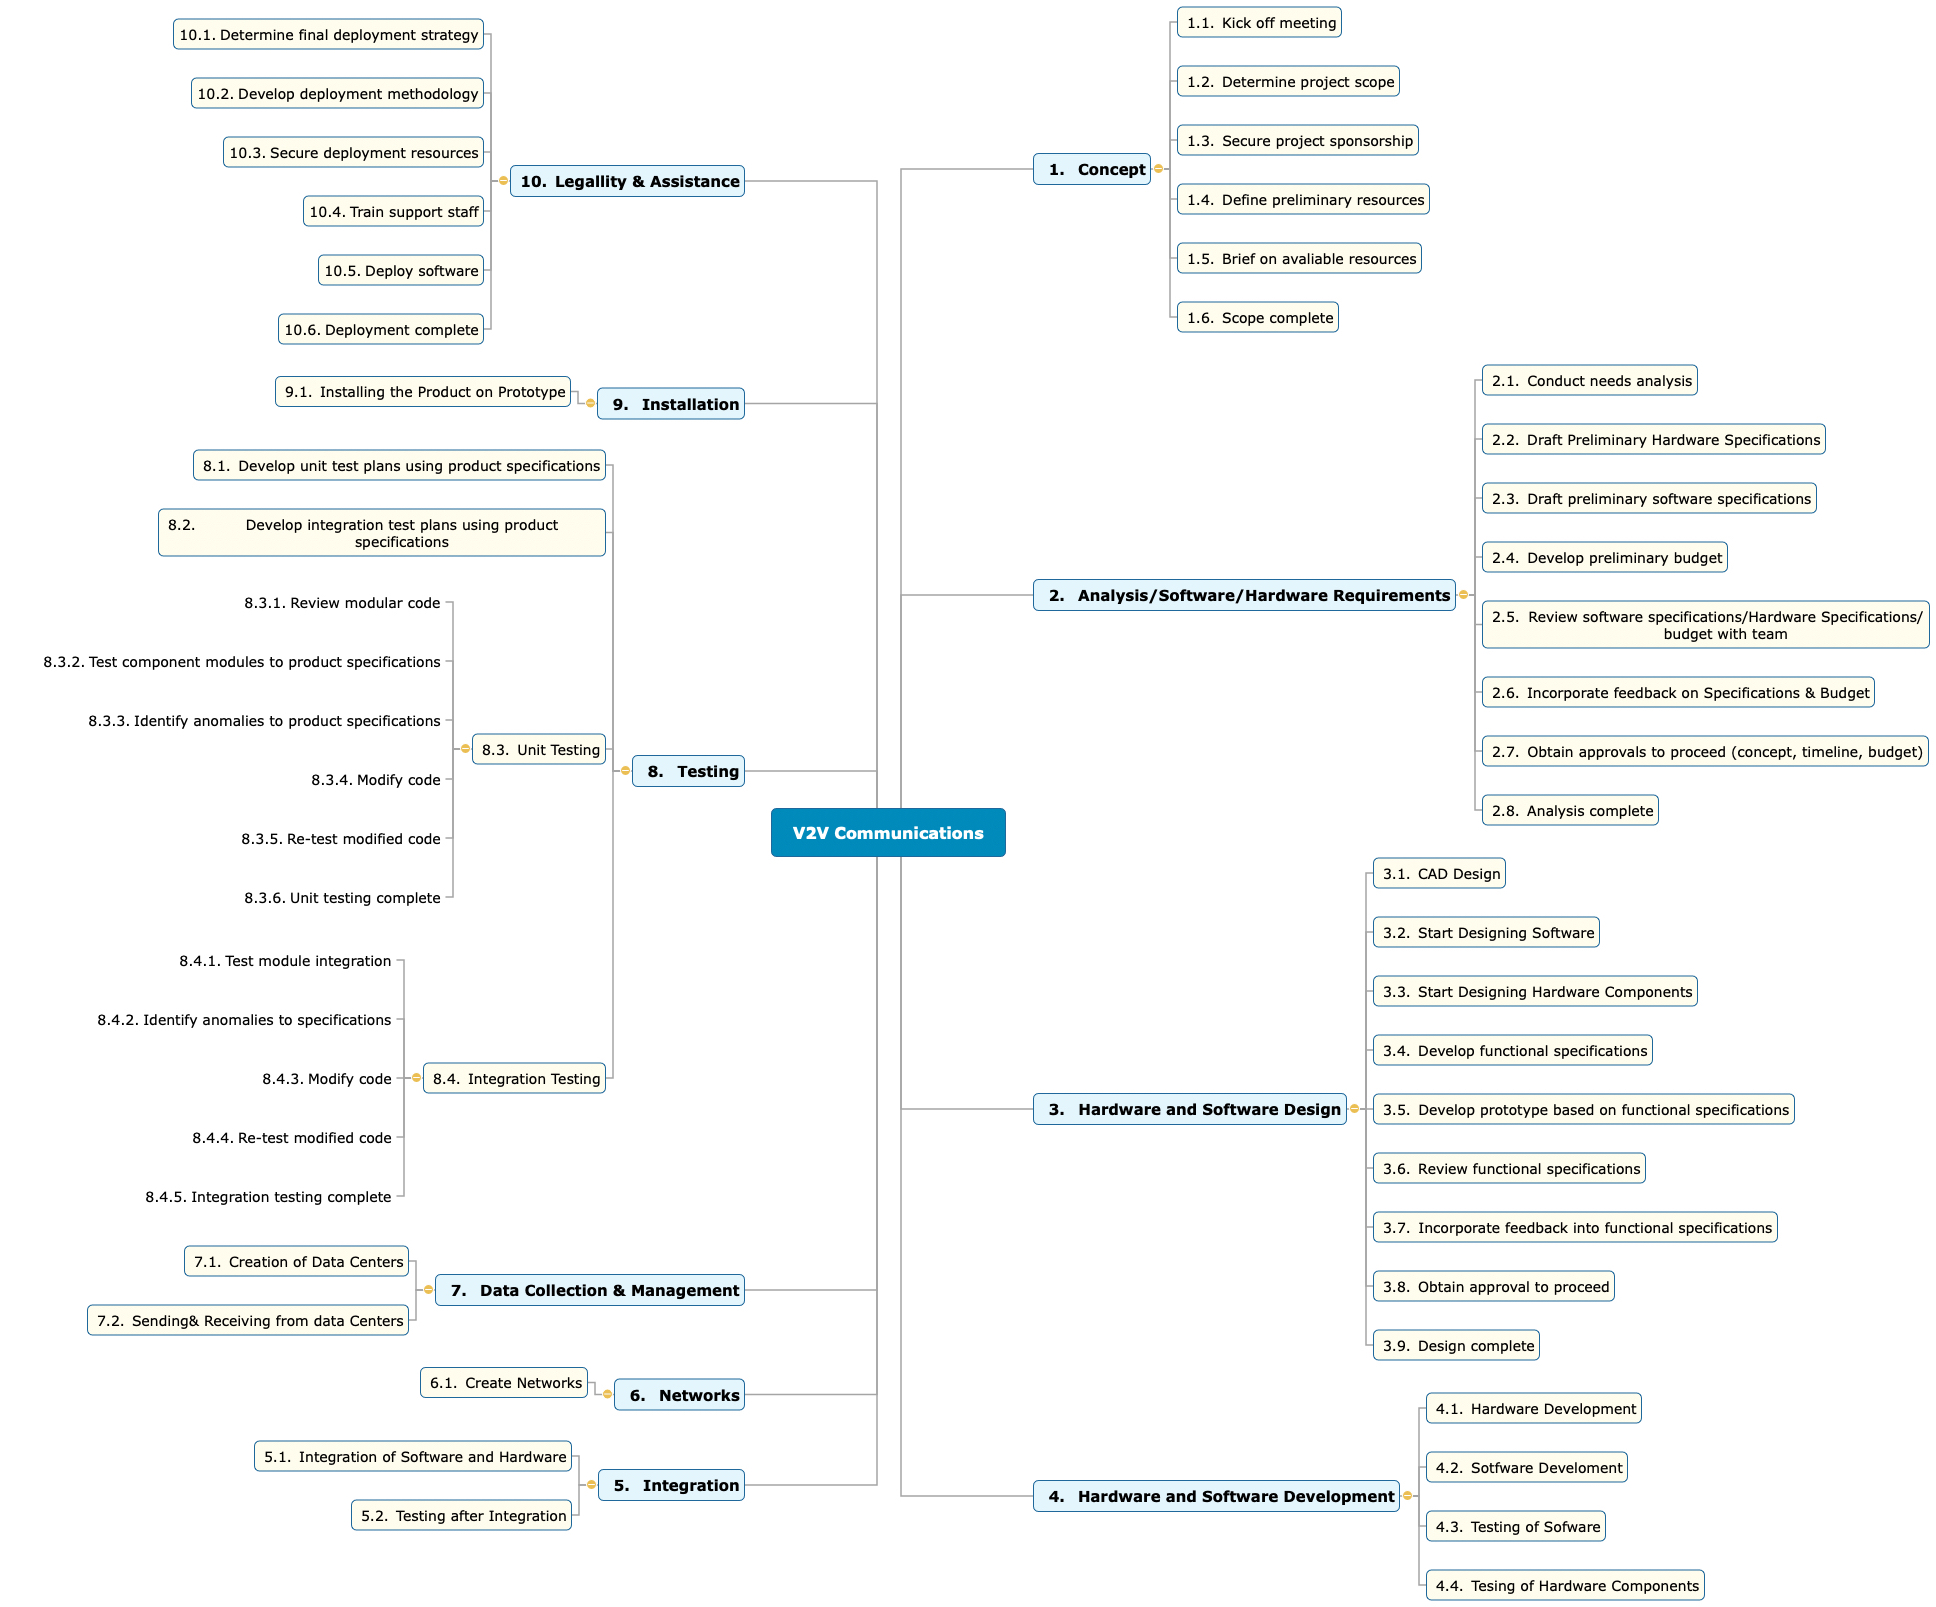 V2V Communications
1. Concept
1.1. Kick off meeting
1.2. Determine project scope
1.3. Secure project sponsorship
1.4. Define preliminary resources
1.5. Brief on avaliable resources
1.6. Scope complete
2. Analysis/Software/Hardware Requirements
2.1. Conduct needs analysis
2.2. Draft Preliminary Hardware Specifications
2.3. Draft preliminary software specifications
2.4. Develop preliminary budget
2.5. Review software specifications/Hardware Specifications/
budget with team
2.6. Incorporate feedback on Specifications & Budget
2.7. Obtain approvals to proceed (concept, timeline, budget)
2.8. Analysis complete
3. Hardware and Software Design
3.1. CAD Design
3.2. Start Designing Software
3.3. Start Designing Hardware Components
3.4. Develop functional specifications
3.5. Develop prototype based on functional specifications
3.6. Review functional specifications
3.7. Incorporate feedback into functional specifications
3.8. Obtain approval to proceed
3.9. Design complete
4. Hardware and Software Development
4.1. Hardware Development
4.2. Sotfware Develoment
4.3. Testing of Sofware
4.4. Tesing of Hardware Components
5. Integration
5.1. Integration of Software and Hardware
5.2. Testing after Integration
6. Networks
6.1. Create Networks
7. Data Collection & Management
7.1. Creation of Data Centers
7.2. Sending& Receiving from data Centers
8. Testing
8.1. Develop unit test plans using product specifications
8.2. Develop integration test plans using product
specifications
8.3. Unit Testing
8.3.1. Review modular code
8.3.2. Test component modules to product specifications
8.3.3. Identify anomalies to product specifications
8.3.4. Modify code
8.3.5. Re-test modified code
8.3.6. Unit testing complete
8.4. Integration Testing
8.4.1. Test module integration
8.4.2. Identify anomalies to specifications
8.4.3. Modify code
8.4.4. Re-test modified code
8.4.5. Integration testing complete
9. Installation
9.1. Installing the Product on Prototype
10. Legallity & Assistance
10.1. Determine final deployment strategy
10.2. Develop deployment methodology
10.3. Secure deployment resources
10.4. Train support staff
10.5. Deploy software
10.6. Deployment complete